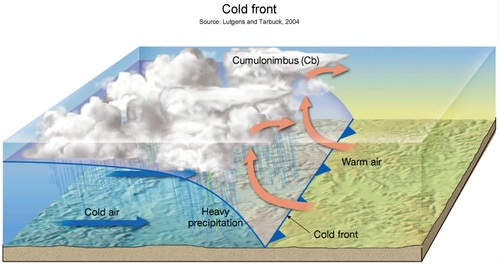 Cold front
Source: Lutgens and Tarbuck, 2004
Cumulonimbus (Cb)
Warm air
Cold air
Heavy
precipitation
Cold front